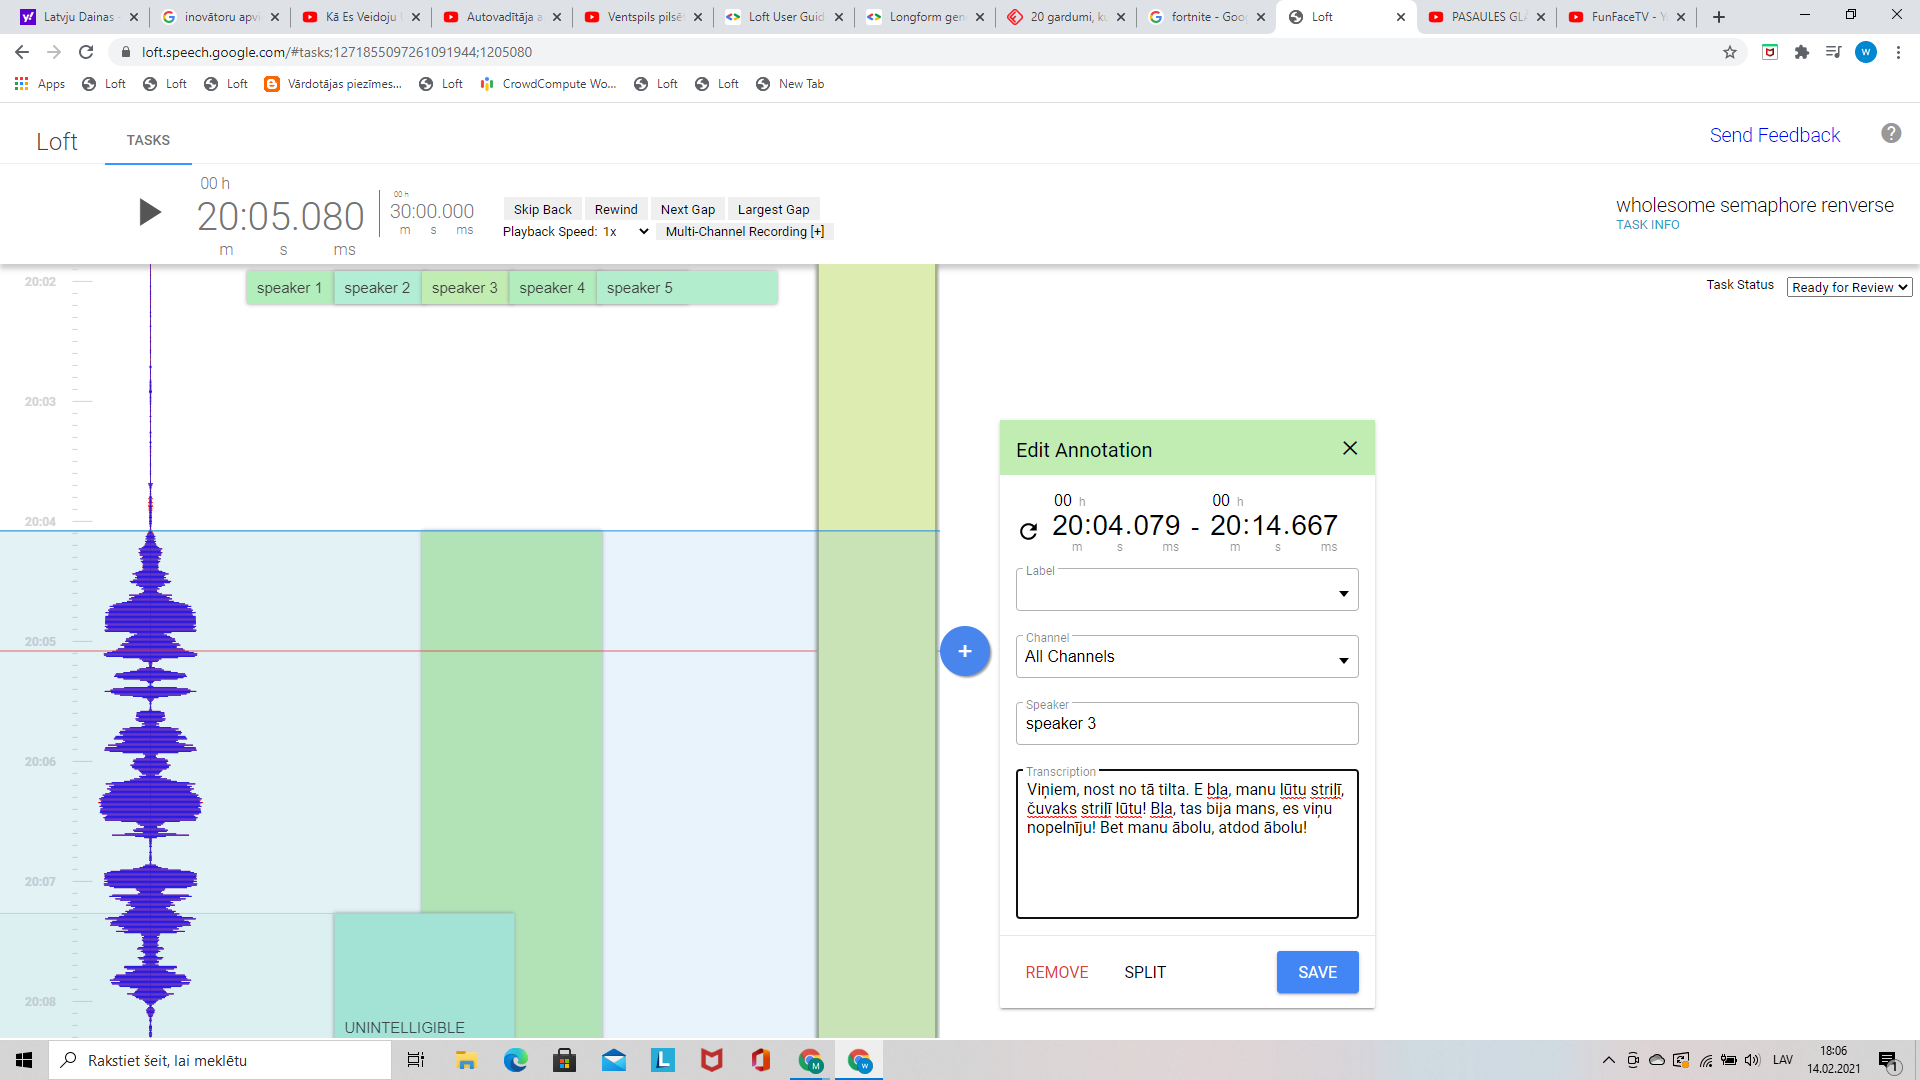 Latvju Dainas -
inovātoru apvi
Kā Es Veidoju
Autovadītāja a
Ventspils pilsē
Loft User Guid
Longform gen
20 gardumi, ku
fortnite - Goo
Loft
PASAULES GLĀ
FunFaceTV - Y
loft.speech.google.com/#tasks;1271855097261091944;1205080
Apps
Loft
Loft
Loft
Vārdotājas piezīmes...
Loft
CrowdCompute Wo...
Loft
Loft
New Tab
Loft
TASKS
Send Feedback
00 h
20:05.080
m s ms
00 h
30:00.000
m s ms
Skip Back
Rewind
Next Gap
Largest Gap
Playback Speed: 1x
Multi-Channel Recording [+]
wholesome semaphore renverse
TASK INFO
speaker 1
speaker 2
speaker 3
speaker 4
speaker 5
Task Status
Ready for Review
20:02
20:03
20:04
20:05
20:06
20:07
20:08
UNINTELLIGIBLE
Edit Annotation
00 h
00 h
20:04.079 - 20:14.667
m s ms
m s ms
Label
Channel
All Channels
Speaker
speaker 3
Transcription
Viņiem, nost no tā tilta. E bļa, manu lūtu strilī,
čuvaks strilī lūtu! Bļa, tas bija mans, es viņu
nopelnīju! Bet manu ābolu, atdod ābolu!
REMOVE
SPLIT
SAVE
Rakstiet šeit, lai meklētu
LAV
18:06
14.02.2021
1